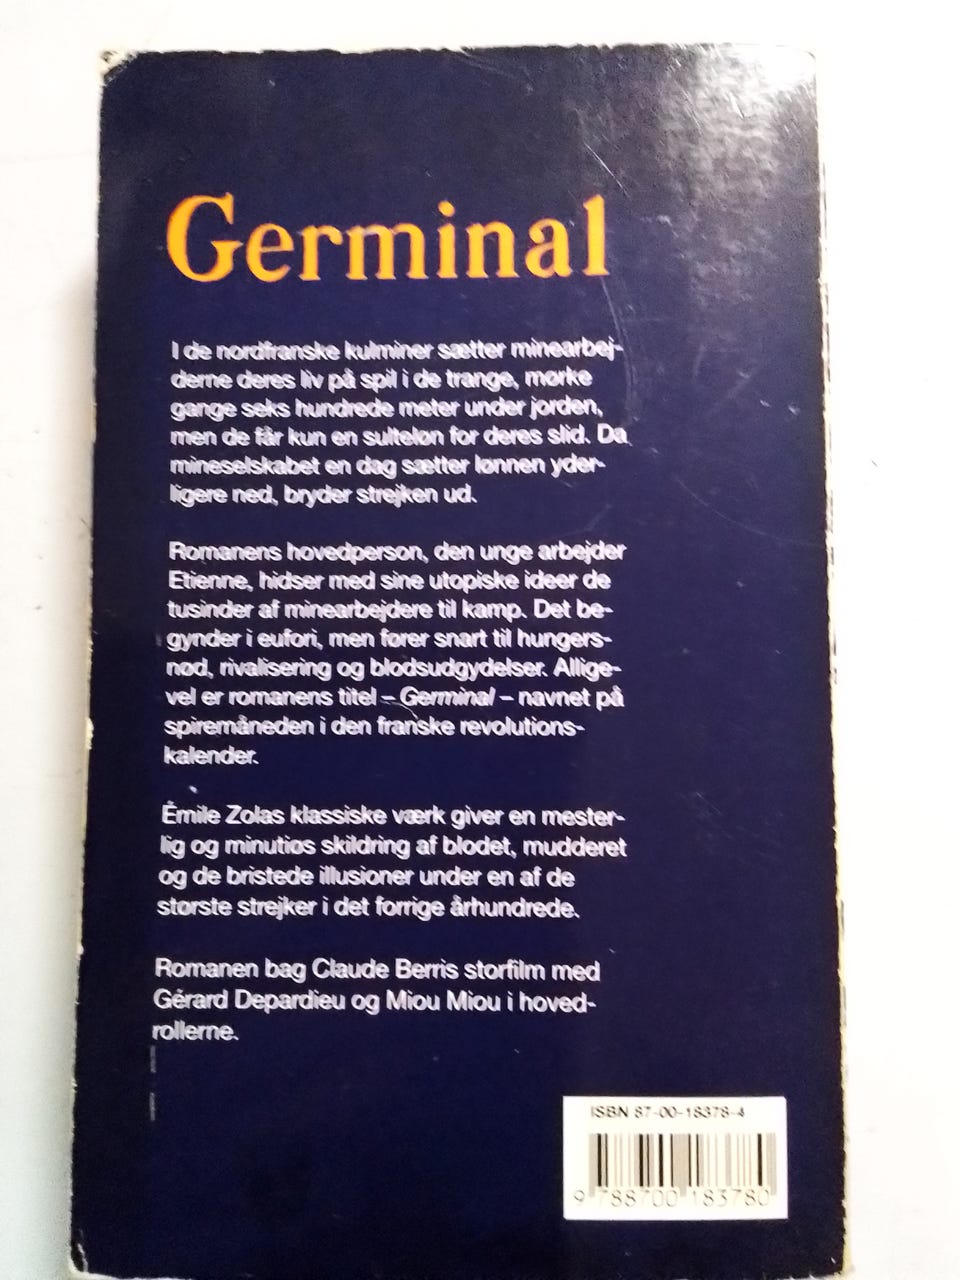 Germinal
I de nordfranske kulminer sætter minearbej-
derne deres liv på spil i de trange, mørke
gange seks hundrede meter under jorden,
men de får kun en sulteløn for deres slid. Da
mineselskabet en dag sætter lønnen yder-
ligere ned, bryder strejken ud.
Romanens hovedperson, den unge arbejder
Etienne, hidser med sine utopiske ideer de
tusinder af minearbejdere til kamp. Det be-
gynder i eufori, men fører snart til hungers-
nød, rivalisering og blodsudgydelser. Allige-
vel er romanens titel – Germinal – navnet på
spiremåneden i den franske revolutions-
kalender.
Émile Zolas klassiske værk giver en mester-
lig og minutiøs skildring af blodet, mudderet
og de bristede illusioner under en af de
største strejker i det forrige århundrede.
Romanen bag Claude Berris storfilm med
Gérard Depardieu og Miou Miou i hoved-
rollerne.
ISBN 87-00-18378-4
9 788700 183780